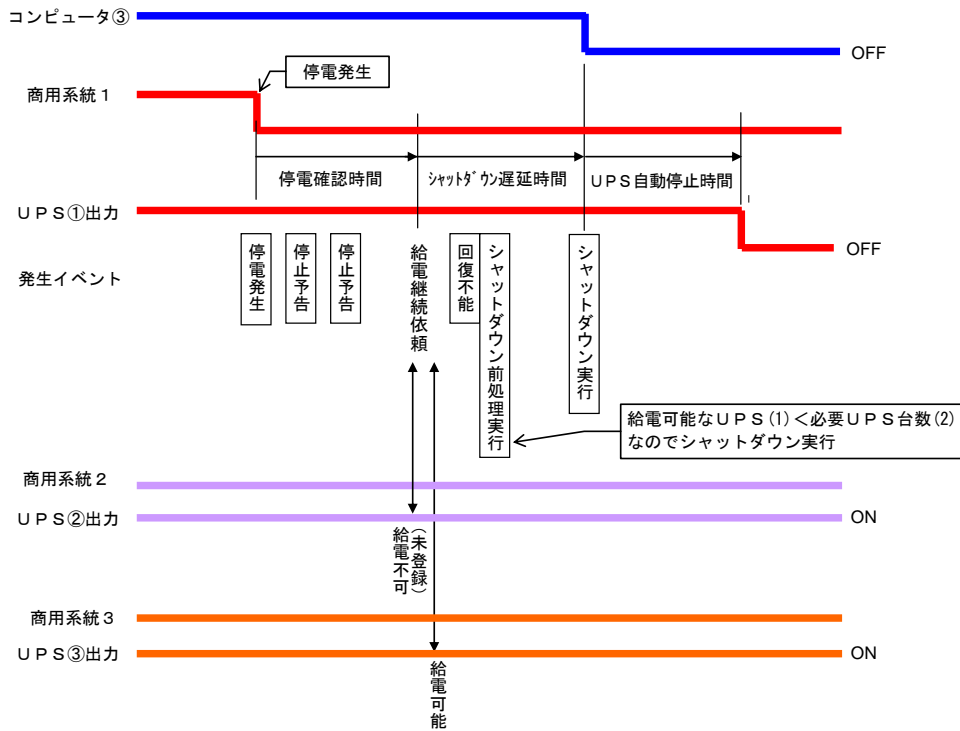 コンピュータ③
OFF
停電発生
商用系統１
停電確認時間
ｼｬｯﾄﾀﾞｳﾝ遅延時間
ＵＰＳ自動停止時間
ＵＰＳ①出力
OFF
発生イベント
停電発生
停止予告
停止予告
給電継続依頼
回復不能
シャットダウン前処理実行
シャットダウン実行
給電可能なＵＰＳ(1)＜必要ＵＰＳ台数(2)
なのでシャットダウン実行
商用系統２
ＵＰＳ②出力
ON
（未登録）
給電不可
商用系統３
ＵＰＳ③出力
ON
給電可能